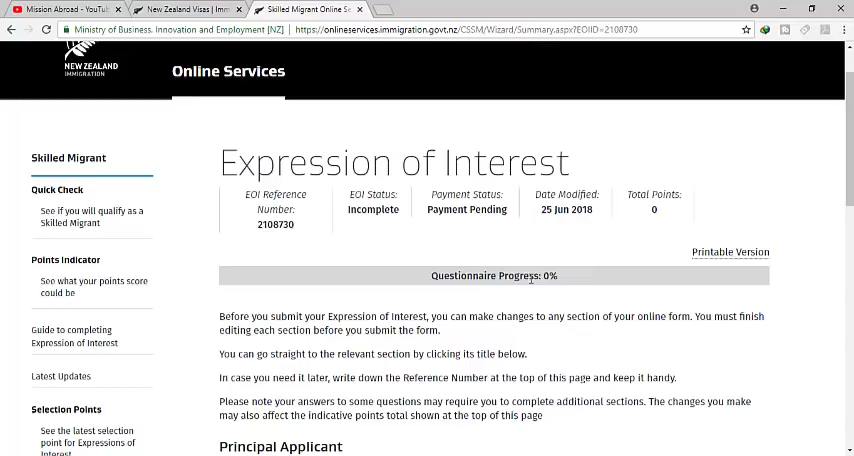 Mission Abroad - YouTu
New Zealand Visas | Imm
Skilled Migrant Online Se
Ministry of Business, Innovation and Employment [NZ]
https://onlineservices.immigration.govt.nz/CSSM/Wizard/Summary.aspx?EOIID=2108730
NEW ZEALAND
IMMIGRATION
Online Services
Skilled Migrant
Quick Check
See if you will qualify as a
Skilled Migrant
Points Indicator
See what your points score
could be
Guide to completing
Expression of Interest
Latest Updates
Selection Points
See the latest selection
point for Expressions of
Interest
Expression of Interest
EOI Reference
Number:
2108730
EOI Status:
Incomplete
Payment Status:
Payment Pending
Date Modified:
25 Jun 2018
Total Points:
0
Printable Version
Questionnaire Progress: 0%
Before you submit your Expression of Interest, you can make changes to any section of your online form. You must finish
editing each section before you submit the form.
You can go straight to the relevant section by clicking its title below.
In case you need it later, write down the Reference Number at the top of this page and keep it handy.
Please note your answers to some questions may require you to complete additional sections. The changes you make
may also affect the indicative points total shown at the top of this page
Principal Applicant